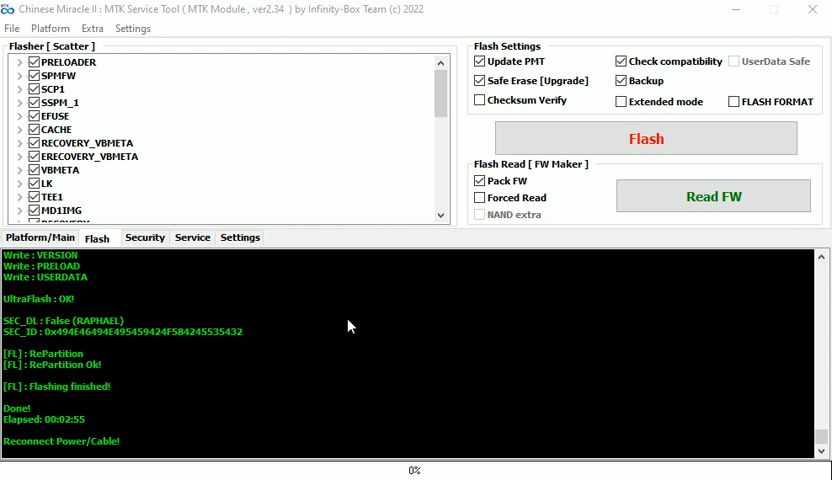 Chinese Miracle II : MTK Service Tool ( MTK Module , ver2.34 ) by Infinity-Box Team (c) 2022
File Platform Extra Settings
Flasher [ Scatter ]
PRELOADER
SPMFW
SCP1
SSPM_1
EFUSE
CACHE
RECOVERY_VBMETA
ERECOVERY_VBMETA
VBMETA
LK
TEE1
MD1IMG
Flash Settings
Update PMT Check compatibility UserData Safe
Safe Erase [Upgrade] Backup
Checksum Verify Extended mode FLASH FORMAT
Flash
Flash Read [ FW Maker ]
Pack FW
Forced Read
NAND extra
Read FW
Platform/Main Flash Security Service Settings
Write : VERSION
Write : PRELOAD
Write : USERDATA
UltraFlash : OK!
SEC_DL : False (RAPHAEL)
SEC_ID : 0x494E46494E495459424F584245535432
[FL] : RePartition
[FL] : RePartition Ok!
[FL] : Flashing finished!
Done!
Elapsed: 00:02:55
Reconnect Power/Cable!
0%